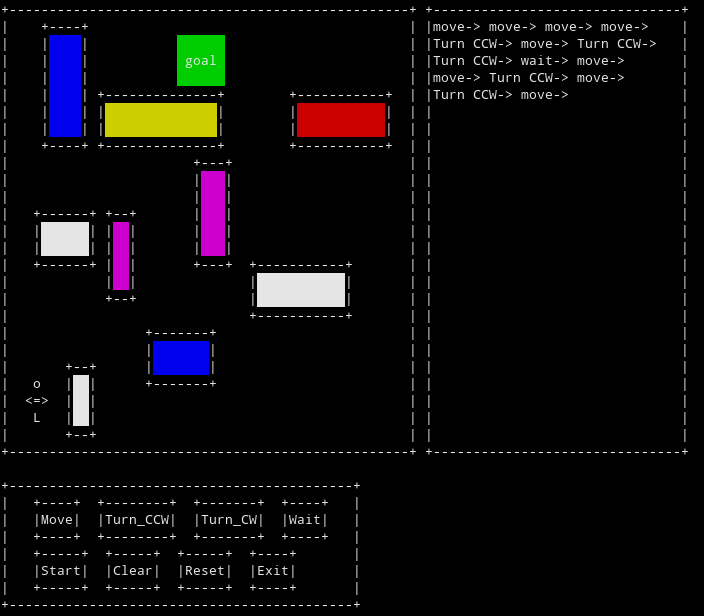 move-> move-> move-> move->
Turn CCW-> move-> Turn CCW->
Turn CCW-> wait-> move->
move-> Turn CCW-> move->
Turn CCW-> move->
goal
o
<=>
L
Move Turn_CCW Turn_CW Wait
Start Clear Reset Exit